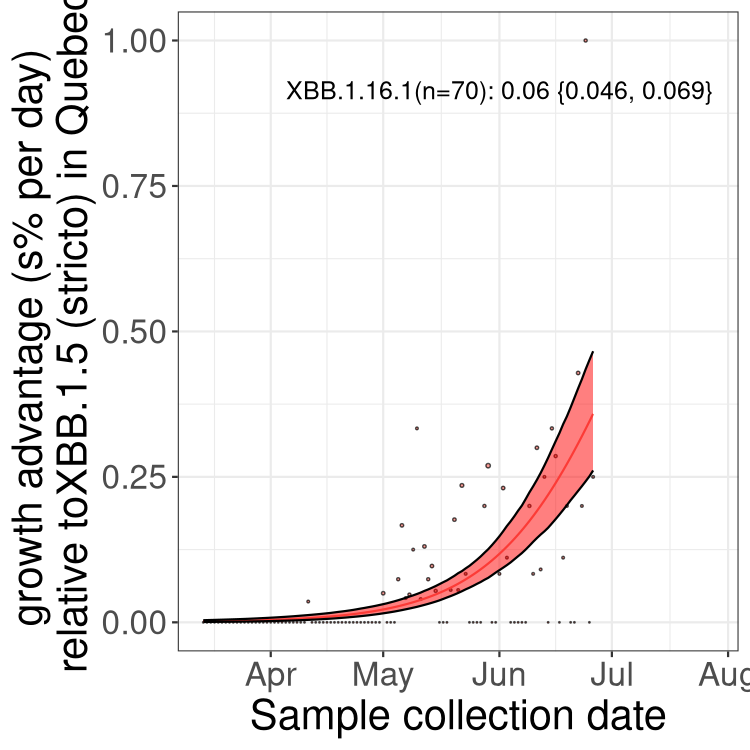 growth advantage (s% per day)
relative toXBB.1.5 (stricto) in Quebec
1.00
0.75
0.50
0.25
0.00
XBB.1.16.1(n=70): 0.06 {0.046, 0.069}
Apr May Jun Jul Aug
Sample collection date